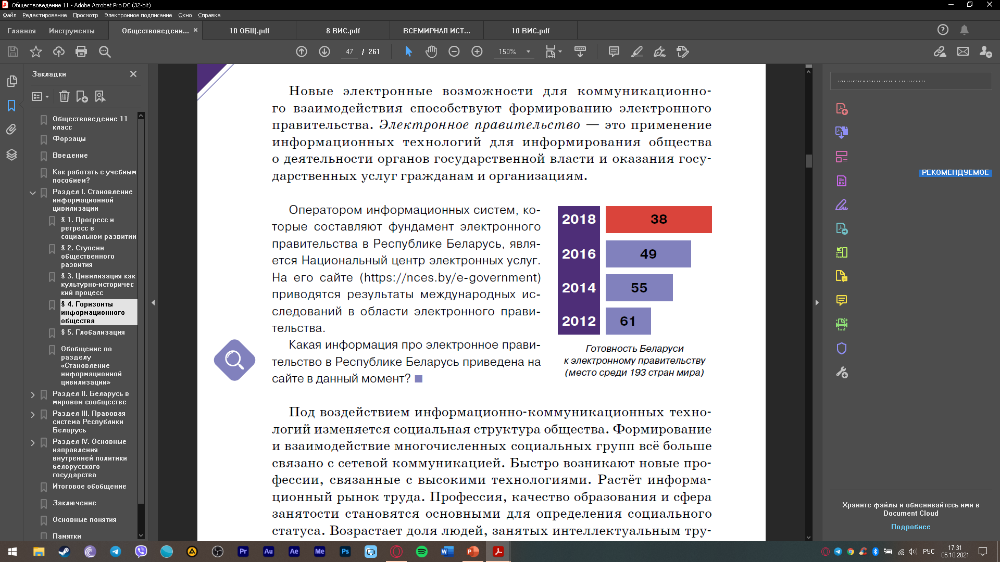 Обществоведение 11 - Adobe Acrobat Pro DC (32-bit)
Файл Редактирование Просмотр Электронное подписание Окно Справка
Главная Инструменты Обществоведени... × 10 ОБЩ.pdf 8 ВИС.pdf ВСЕМИРНАЯ ИСТ... 10 ВИС.pdf
47 / 261 150%
Закладки
Обществоведение 11
класс
Форзацы
Введение
Как работать с учебным
пособием?
Раздел I. Становление
информационной
цивилизации
§ 1. Прогресс и
регресс в
социальном развитии
§ 2. Ступени
общественного
развития
§ 3. Цивилизация как
культурно-историчес
кий процесс
§ 4. Горизонты
информационного
общества
§ 5. Глобализация
Обобщение по
разделу
«Становление
информационной
цивилизации»
Раздел II. Беларусь в
мировом сообществе
Раздел III. Правовая
система Республики
Беларусь
Раздел IV. Основные
направления
внутренней политики
белорусского
государства
Итоговое обобщение
Заключение
Основные понятия
Памятки
Новые электронные возможности для коммуникационно-
го взаимодействия способствуют формированию электронного
правительства. Электронное правительство — это применение
информационных технологий для информирования общества
о деятельности органов государственной власти и оказания госу-
дарственных услуг гражданам и организациям.
Оператором информационных систем, ко-
торые составляют фундамент электронного
правительства в Республике Беларусь, явля-
ется Национальный центр электронных услуг.
На его сайте (https://nces.by/e-government)
приводятся результаты международных ис-
следований в области электронного прави-
тельства.
Какая информация про электронное прави-
тельство в Республике Беларусь приведена на
сайте в данный момент?
2018 38
2016 49
2014 55
2012 61
Готовность Беларуси
к электронному правительству
(место среди 193 стран мира)
Под воздействием информационно-коммуникационных техно-
логий изменяется социальная структура общества. Формирование
и взаимодействие многочисленных социальных групп всё больше
связано с сетевой коммуникацией. Быстро возникают новые про-
фессии, связанные с высокими технологиями. Растёт информа-
ционный рынок труда. Профессия, качество образования и сфера
занятости становятся основными для определения социального
статуса. Возрастает доля людей, занятых интеллектуальным тру-
РЕКОМЕНДУЕМОЕ
Храните файлы и обменивайтесь ими в
Document Cloud
Подробнее
Pr Au Ae Me Ps
РУС
17:31
05.10.2021